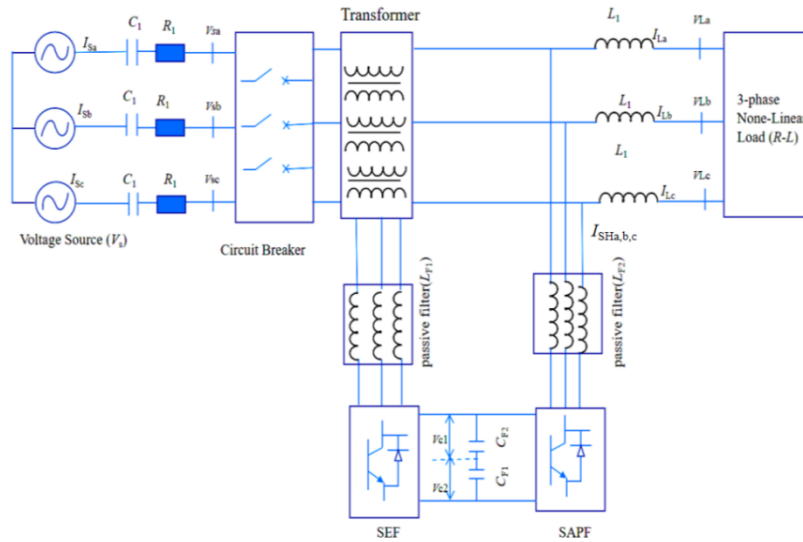 Transformer
C1 R1 Vsa
ISa
L1 ILa VLa
C1 R1 Vsb
ISb
L1 ILb VLb
L1
3-phase
None-Linear
Load (R-L)
C1 R1 Vsc
ISc
ILc VLc
Voltage Source (Vs)
Circuit Breaker
ISHa,b,c
passive filter(LF1)
passive filter(LF2)
Vc1 CF2
Vc2 CF1
SEF SAPF